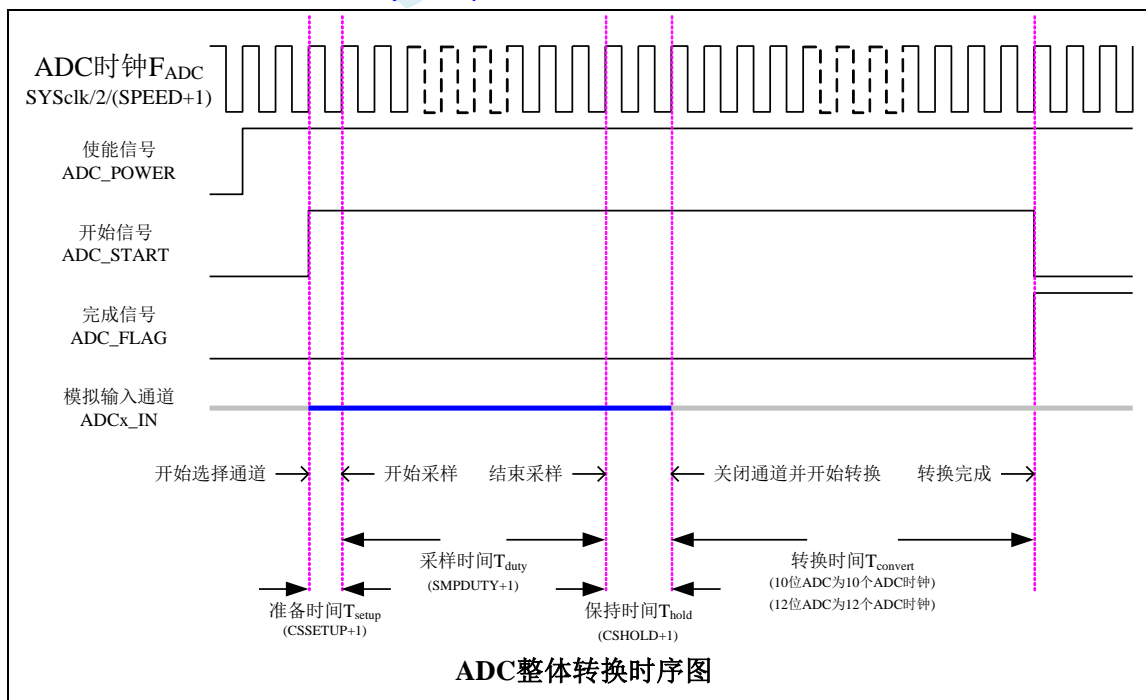 ADC时钟FADC
SYSclk/2/(SPEED+1)
使能信号
ADC_POWER
开始信号
ADC_START
完成信号
ADC_FLAG
模拟输入通道
ADCx_IN
开始选择通道 开始采样 结束采样 关闭通道并开始转换 转换完成
采样时间Tduty
(SMPDUTY+1)
转换时间Tconvert
(10位ADC为10个ADC时钟)
(12位ADC为12个ADC时钟)
准备时间Tsetup
(CSSETUP+1)
保持时间Thold
(CSHOLD+1)
ADC整体转换时序图